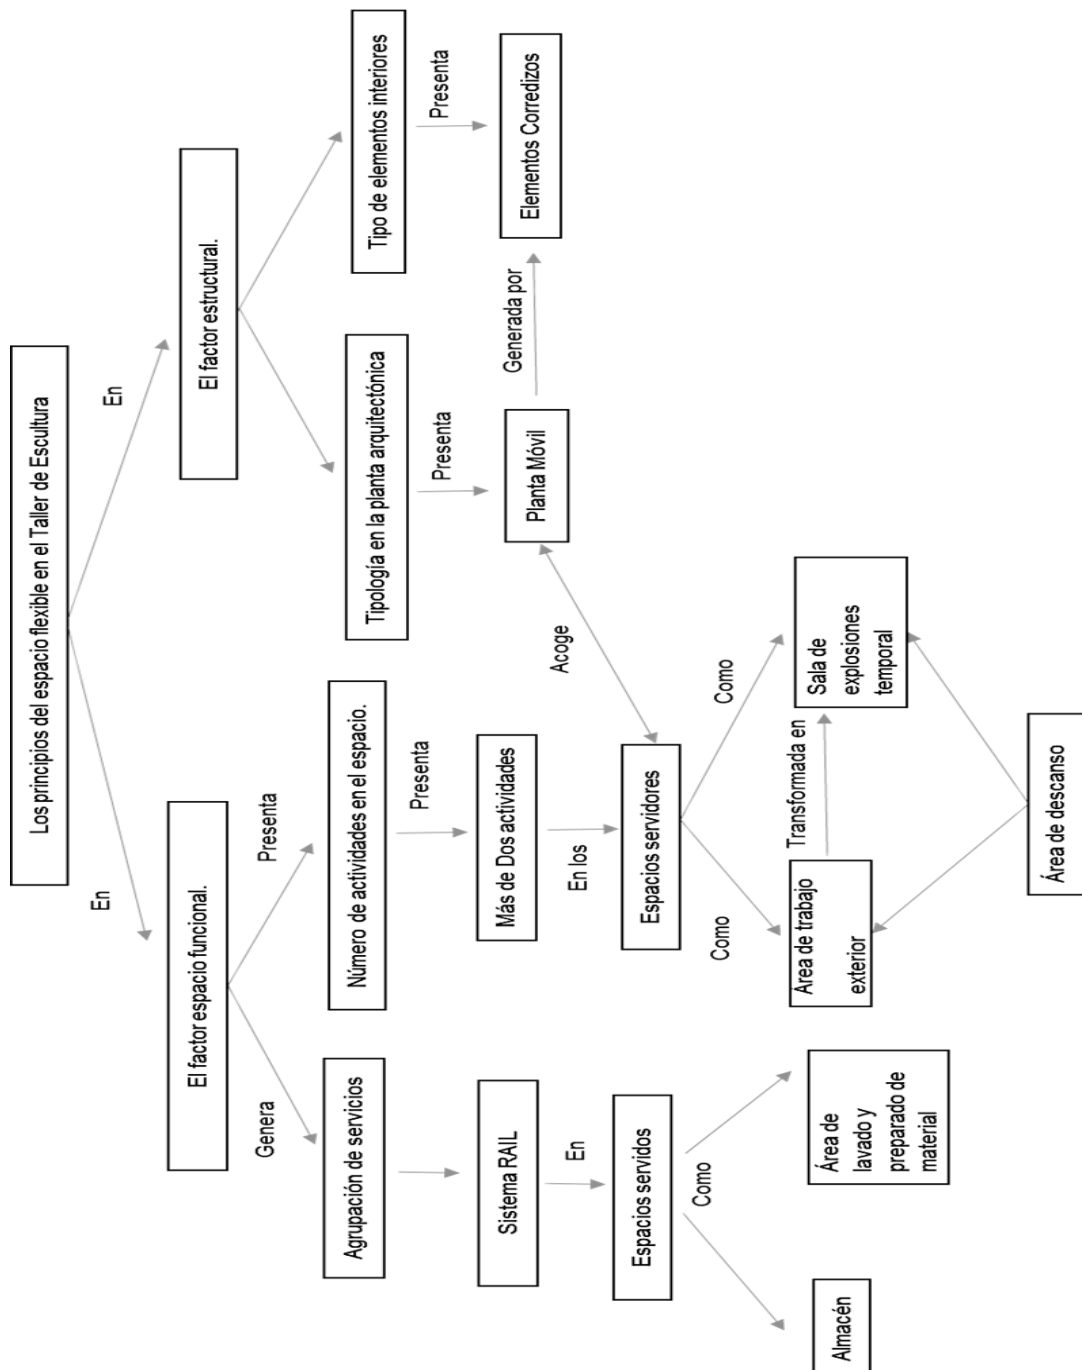 Los principios del espacio flexible en el Taller de Escultura
En
En
El factor espacio funcional.
El factor estructural.
Genera
Presenta
Agrupación de servicios
Número de actividades en el espacio.
Tipología en la planta arquitectónica
Tipo de elementos interiores
Presenta
Presenta
Presenta
Sistema RAIL
Más de Dos actividades
Planta Móvil
Generada por
Elementos Corredizos
En
En los
Acoge
Espacios servidos
Espacios servidores
Como
Como
Como
Almacén
Área de
lavado y
preparado de
material
Área de trabajo
exterior
Transformada en
Sala de
explosiones
temporal
Área de descanso